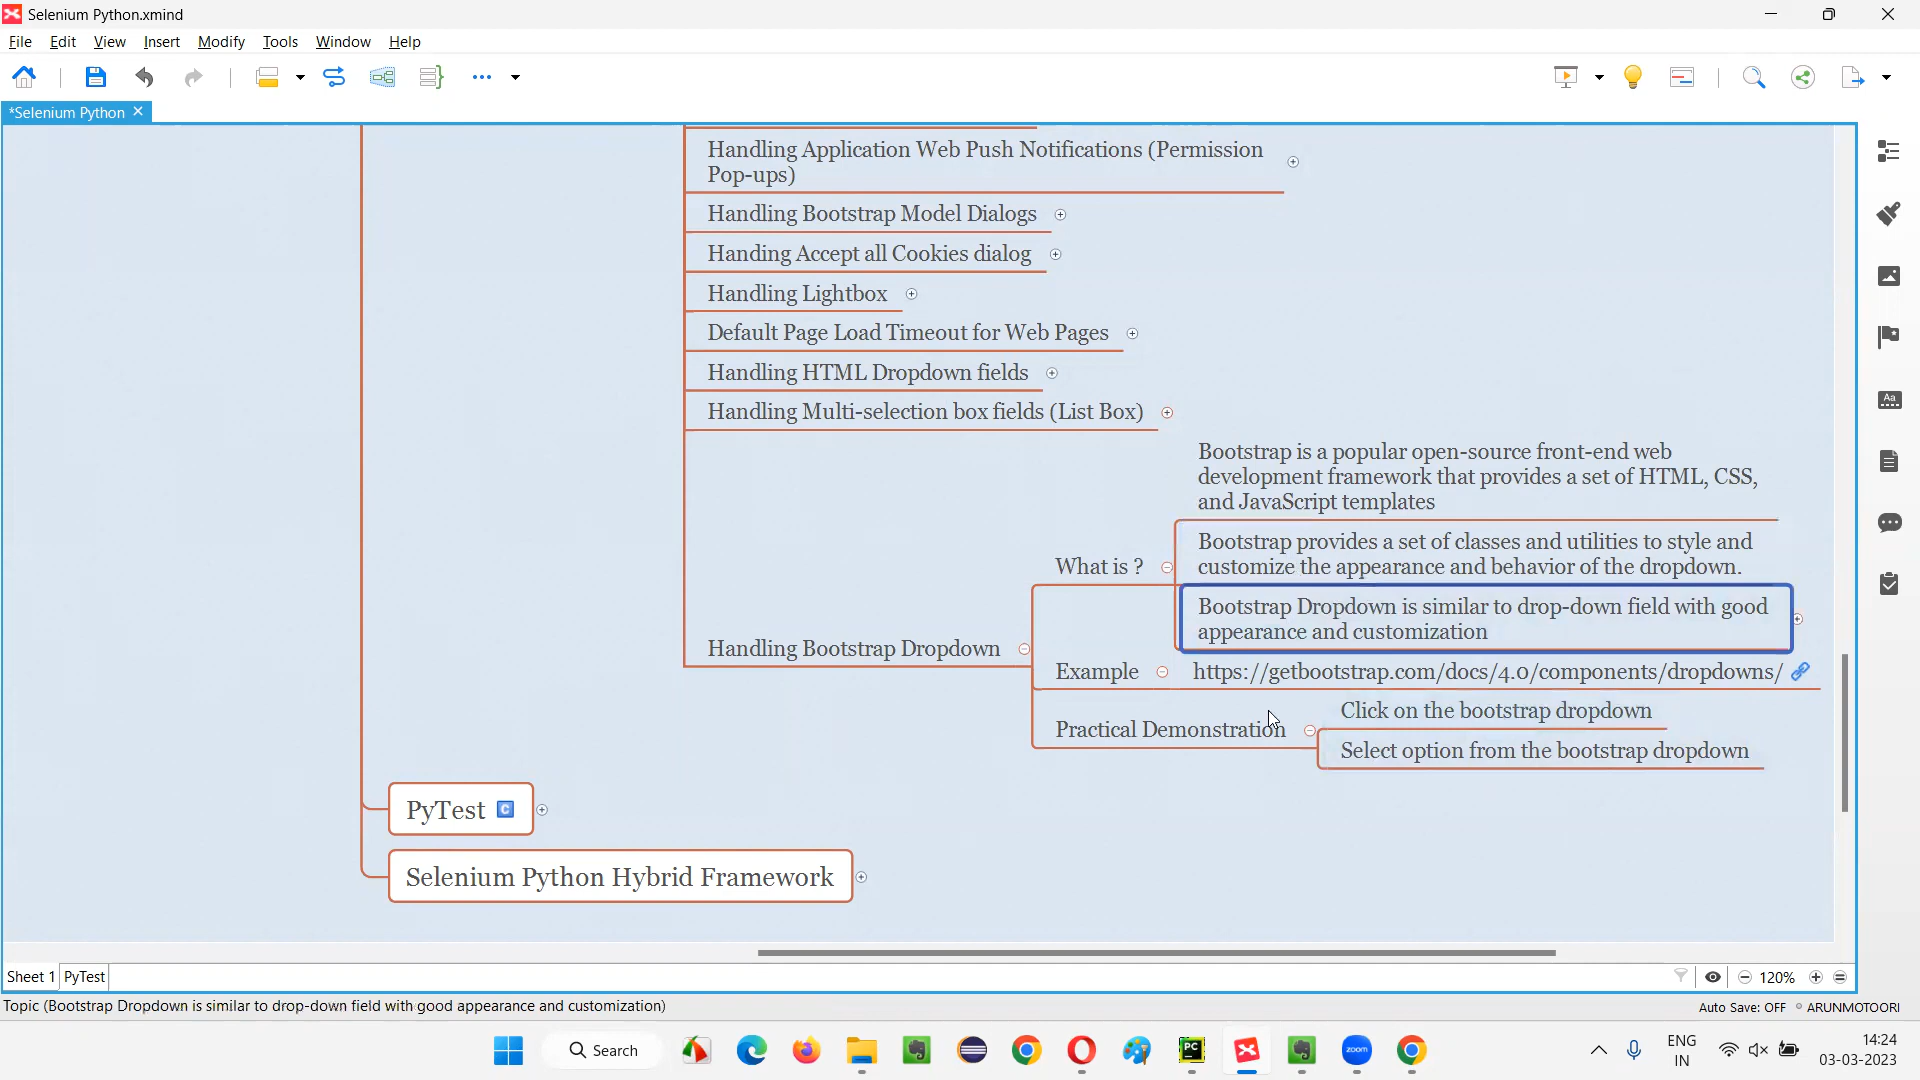 Selenium Python.xmind
File Edit View Insert Modify Tools Window Help
*Selenium Python
Handling Application Web Push Notifications (Permission
Pop-ups)
Handling Bootstrap Model Dialogs
Handing Accept all Cookies dialog
Handling Lightbox
Default Page Load Timeout for Web Pages
Handling HTML Dropdown fields
Handling Multi-selection box fields (List Box)
Bootstrap is a popular open-source front-end web
development framework that provides a set of HTML, CSS,
and JavaScript templates
What is ?
Bootstrap provides a set of classes and utilities to style and
customize the appearance and behavior of the dropdown.
Bootstrap Dropdown is similar to drop-down field with good
appearance and customization
Handling Bootstrap Dropdown
Example https://getbootstrap.com/docs/4.0/components/dropdowns/
Practical Demonstration
Click on the bootstrap dropdown
Select option from the bootstrap dropdown
PyTest C
Selenium Python Hybrid Framework
Aa
Sheet 1 PyTest
120%
Topic (Bootstrap Dropdown is similar to drop-down field with good appearance and customization)
Auto Save: OFF ARUNMOTOORI
Search
PC
zoom
ENG
IN
14:24
03-03-2023